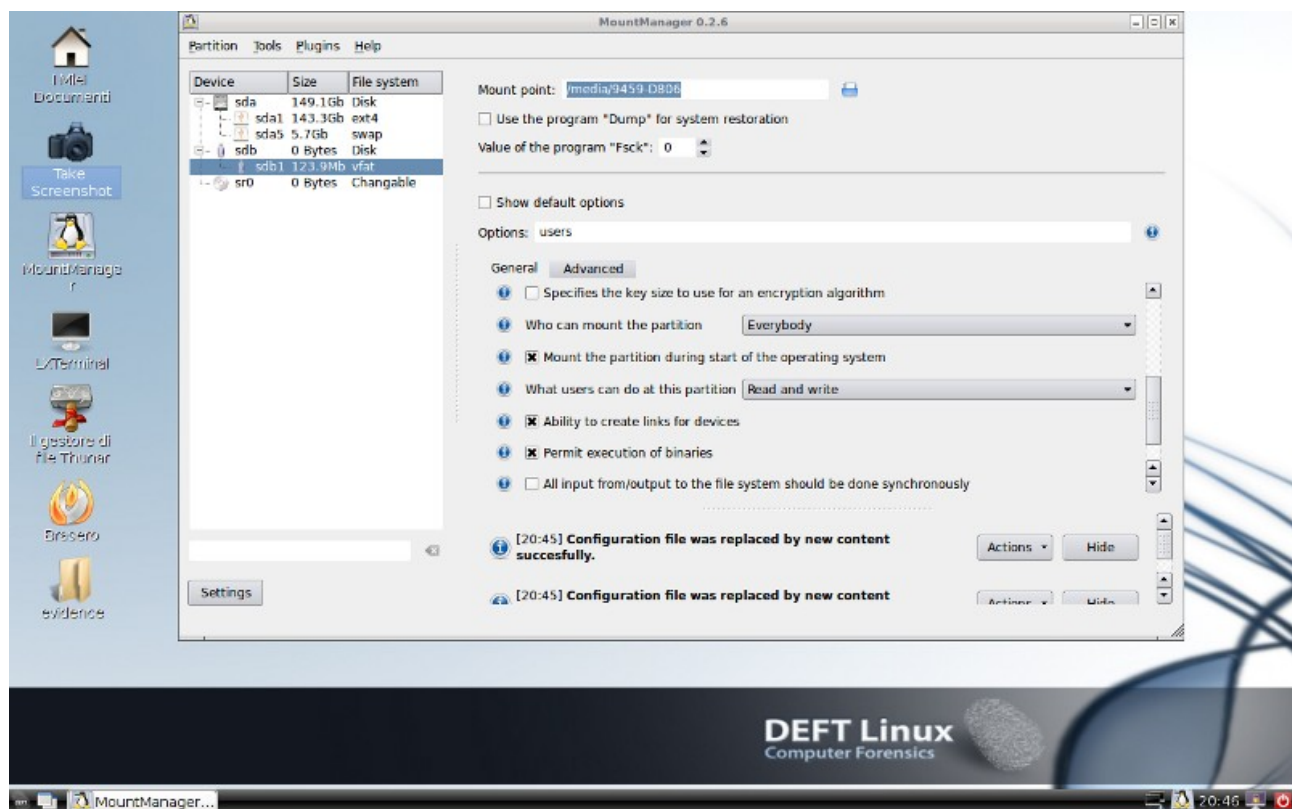 MountManager 0.2.6
Partition Tools Plugins Help
I Miei
Documenti
Take
Screenshot
MountManage
r
LXTerminal
Il gestore di
file Thunar
Brasero
evidence
Device Size File system
sda 149.1Gb Disk
sda1 143.3Gb ext4
sda5 5.7Gb swap
sdb 0 Bytes Disk
sdb1 123.9Mb vfat
sr0 0 Bytes Changable
Settings
Mount point: /media/9459-D806
Use the program "Dump" for system restoration
Value of the program "Fsck": 0
Show default options
Options: users
General Advanced
Specifies the key size to use for an encryption algorithm
Who can mount the partition Everybody
Mount the partition during start of the operating system
What users can do at this partition Read and write
Ability to create links for devices
Permit execution of binaries
All input from/output to the file system should be done synchronously
[20:45] Configuration file was replaced by new content
succesfully.
Actions Hide
[20:45] Configuration file was replaced by new content
Actions Hide
DEFT Linux
Computer Forensics
MountManager...
20:46